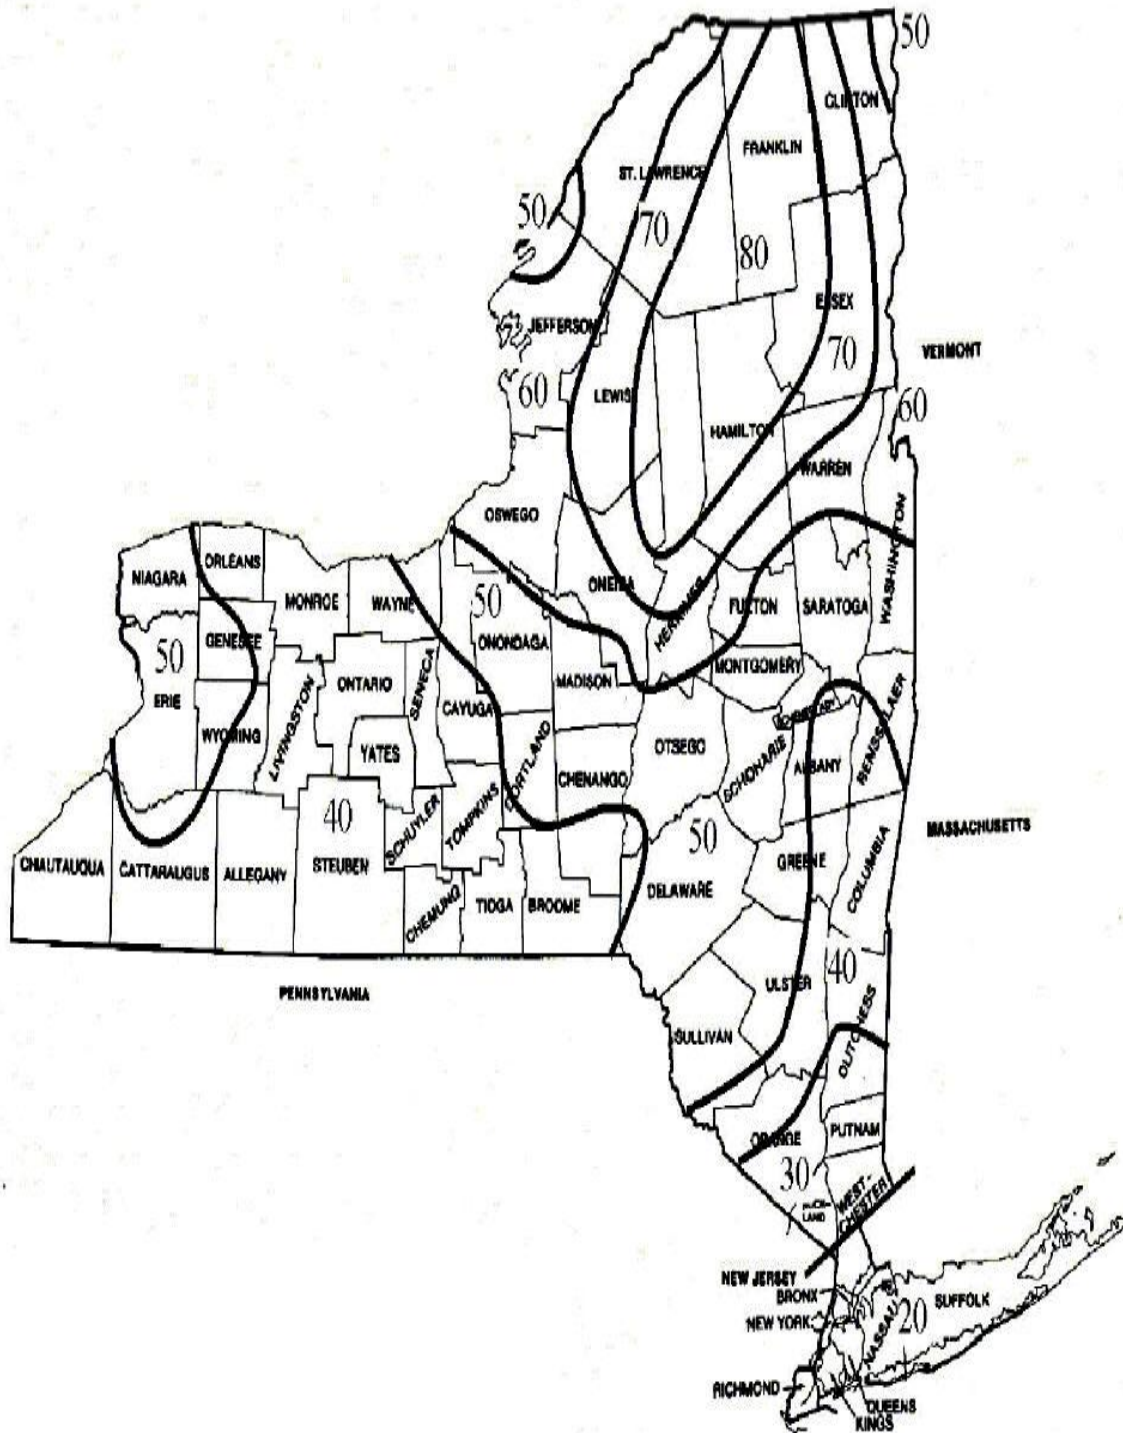 50
CLINTON
FRANKLIN
ST. LAWRENCE
50
70
80
ESSEX
JEFFERSON
70
VERMONT
60
LEWIS
60
HAMILTON
WARREN
OSWEGO
WASHINGTON
NIAGARA
ORLEANS
MONROE
WAYNE
50
ONEIDA
HERKIMER
FULTON
SARATOGA
GENESEE
50
ONONDAGA
MONTGOMERY
ERIE
ONTARIO
SENECA
CAYUGA
MADISON
WYOMING
LIVINGSTON
YATES
CORTLAND
CHENANGO
OTSEGO
SCHOHARIE
ALBANY
RENSSLAER
40
SCHUYLER
TOMPKINS
50
MASSACHUSETTS
CHIAUTAUQUA
CATTARAUGUS
ALLEGANY
STEUBEN
CHEMUNG
TIOGA
BROOME
DELAWARE
GREENE
COLUMBIA
PENNSYLVANIA
ULSTER
40
SULLIVAN
DUTCHESS
ORANGE
PUTNAM
30
LAND
WEST-
CHESTER
NEW JERSEY
BRONX
NEW YORK
NASSAU
20
SUFFOLK
RICHMOND
QUEENS
KINGS